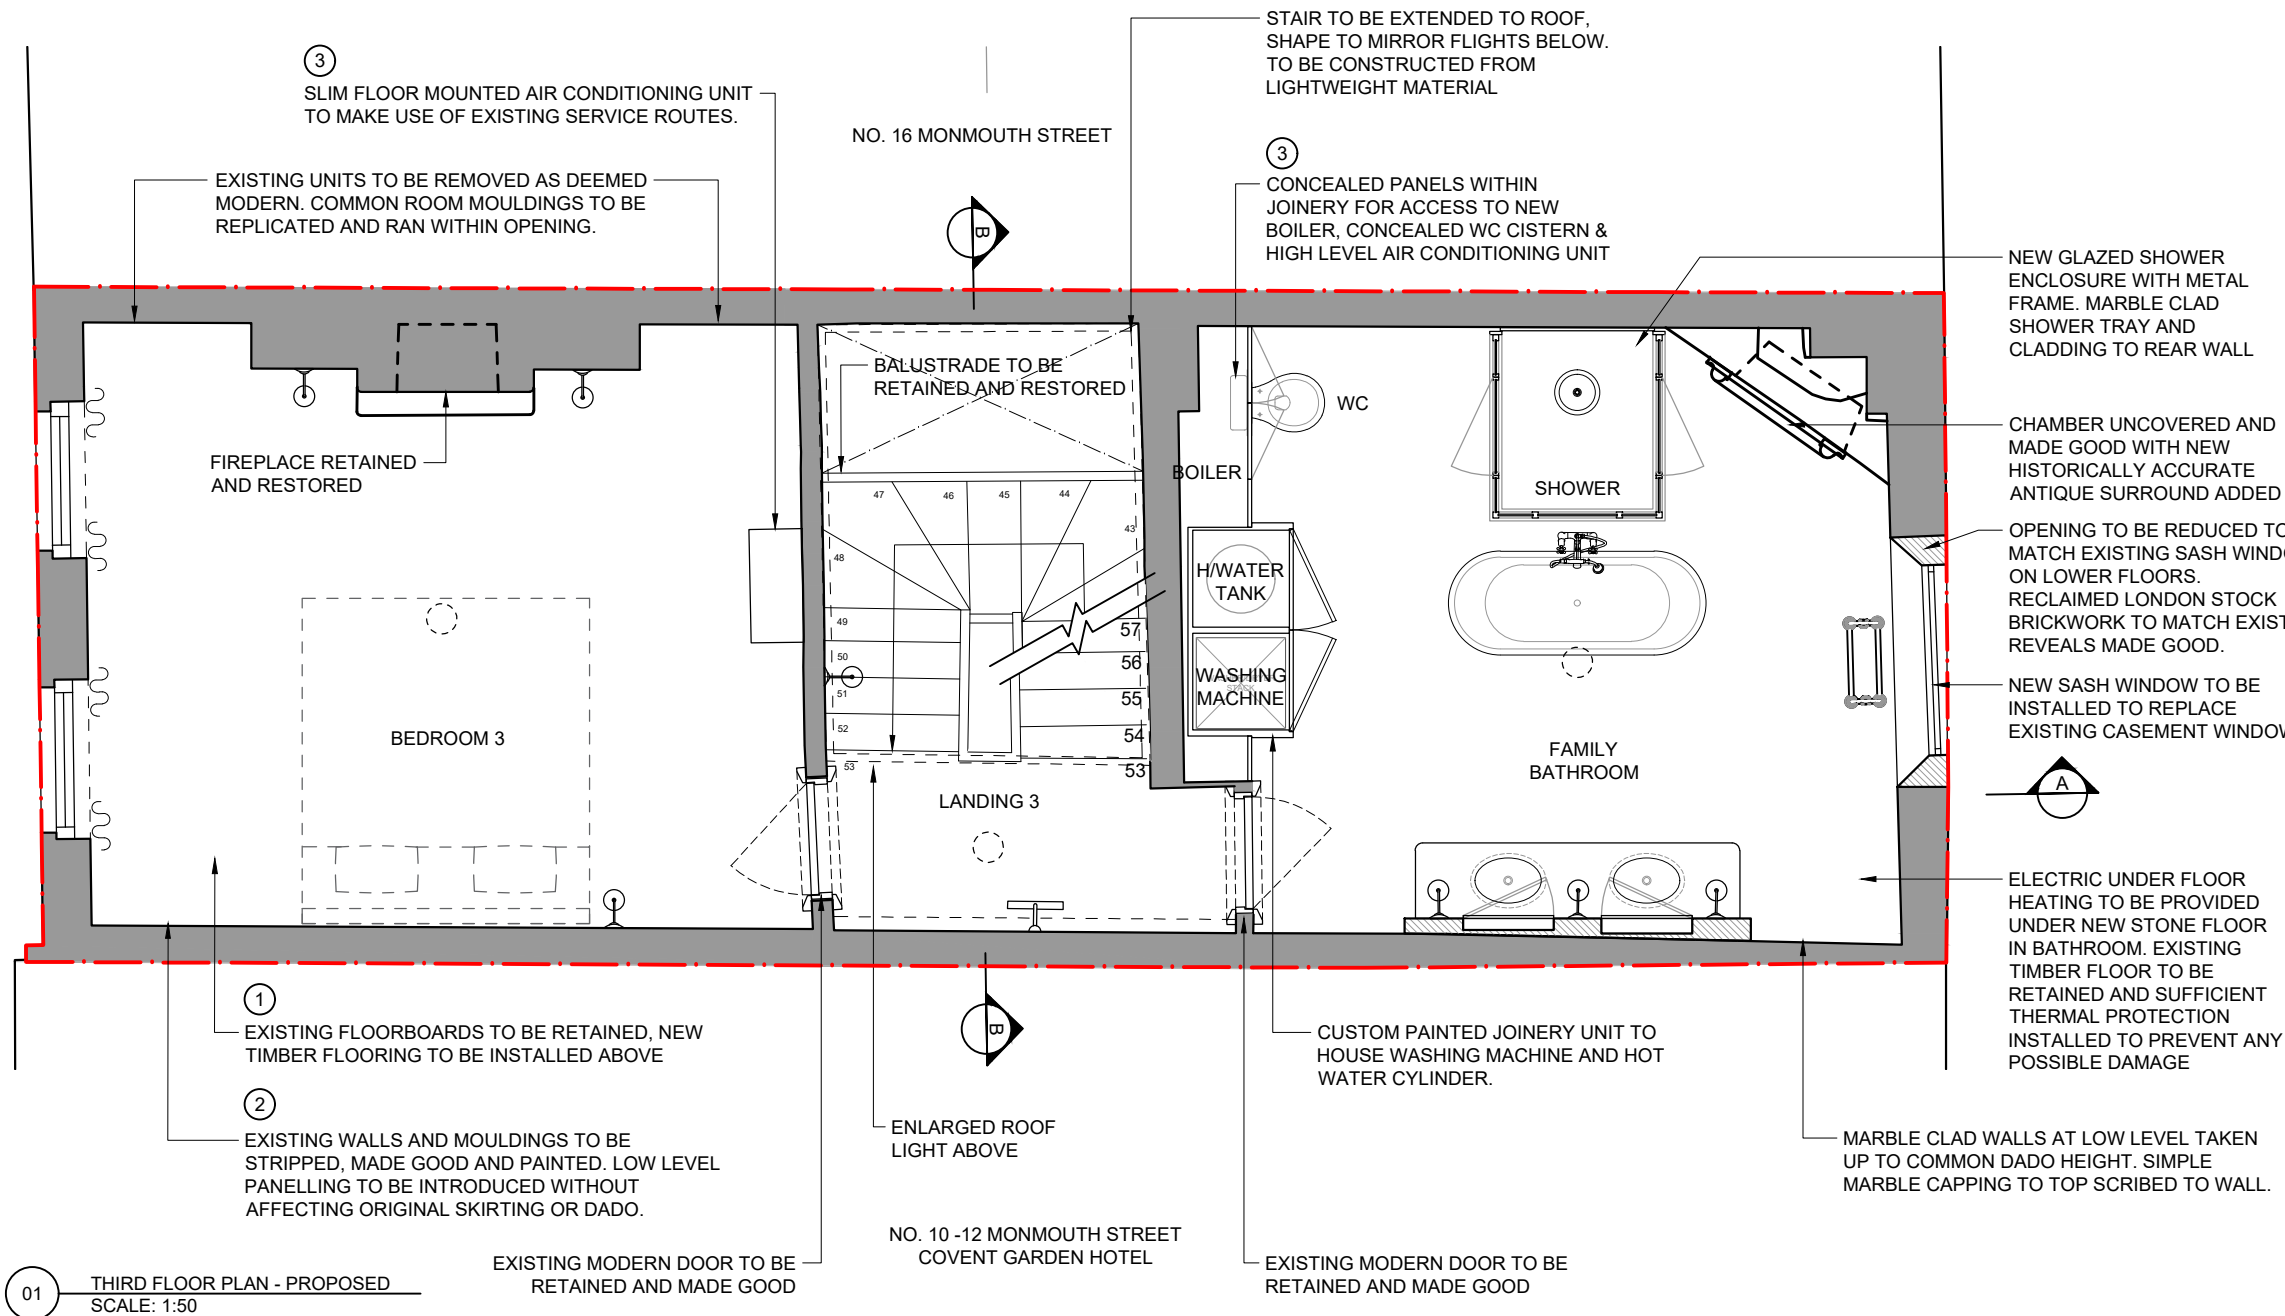 STAIR TO BE EXTENDED TO ROOF,
SHAPE TO MIRROR FLIGHTS BELOW.
TO BE CONSTRUCTED FROM
LIGHTWEIGHT MATERIAL
3
SLIM FLOOR MOUNTED AIR CONDITIONING UNIT
TO MAKE USE OF EXISTING SERVICE ROUTES.
NO. 16 MONMOUTH STREET
3
CONCEALED PANELS WITHIN
JOINERY FOR ACCESS TO NEW
BOILER, CONCEALED WC CISTERN &
HIGH LEVEL AIR CONDITIONING UNIT
EXISTING UNITS TO BE REMOVED AS DEEMED
MODERN. COMMON ROOM MOULDINGS TO BE
REPLICATED AND RAN WITHIN OPENING.
B
NEW GLAZED SHOWER
ENCLOSURE WITH METAL
FRAME. MARBLE CLAD
SHOWER TRAY AND
CLADDING TO REAR WALL
BALUSTRADE TO BE
RETAINED AND RESTORED
WC
CHAMBER UNCOVERED AND
MADE GOOD WITH NEW
HISTORICALLY ACCURATE
ANTIQUE SURROUND ADDED
FIREPLACE RETAINED
AND RESTORED
BOILER
SHOWER
47
46
45
44
43
48
49
50
51
52
53
57
56
55
54
53
OPENING TO BE REDUCED TO
MATCH EXISTING SASH WINDO
ON LOWER FLOORS.
RECLAIMED LONDON STOCK
BRICKWORK TO MATCH EXIST
REVEALS MADE GOOD.
H/WATER
TANK
WASHING
MACHINE
NEW SASH WINDOW TO BE
INSTALLED TO REPLACE
EXISTING CASEMENT WINDOW
BEDROOM 3
FAMILY
BATHROOM
LANDING 3
A
ELECTRIC UNDER FLOOR
HEATING TO BE PROVIDED
UNDER NEW STONE FLOOR
IN BATHROOM. EXISTING
TIMBER FLOOR TO BE
RETAINED AND SUFFICIENT
THERMAL PROTECTION
INSTALLED TO PREVENT ANY
POSSIBLE DAMAGE
1
EXISTING FLOORBOARDS TO BE RETAINED, NEW
TIMBER FLOORING TO BE INSTALLED ABOVE
B
CUSTOM PAINTED JOINERY UNIT TO
HOUSE WASHING MACHINE AND HOT
WATER CYLINDER.
2
EXISTING WALLS AND MOULDINGS TO BE
STRIPPED, MADE GOOD AND PAINTED. LOW LEVEL
PANELLING TO BE INTRODUCED WITHOUT
AFFECTING ORIGINAL SKIRTING OR DADO.
ENLARGED ROOF
LIGHT ABOVE
MARBLE CLAD WALLS AT LOW LEVEL TAKEN
UP TO COMMON DADO HEIGHT. SIMPLE
MARBLE CAPPING TO TOP SCRIBED TO WALL.
NO. 10 -12 MONMOUTH STREET
COVENT GARDEN HOTEL
EXISTING MODERN DOOR TO BE
RETAINED AND MADE GOOD
EXISTING MODERN DOOR TO BE
RETAINED AND MADE GOOD
01
THIRD FLOOR PLAN - PROPOSED
SCALE: 1:50